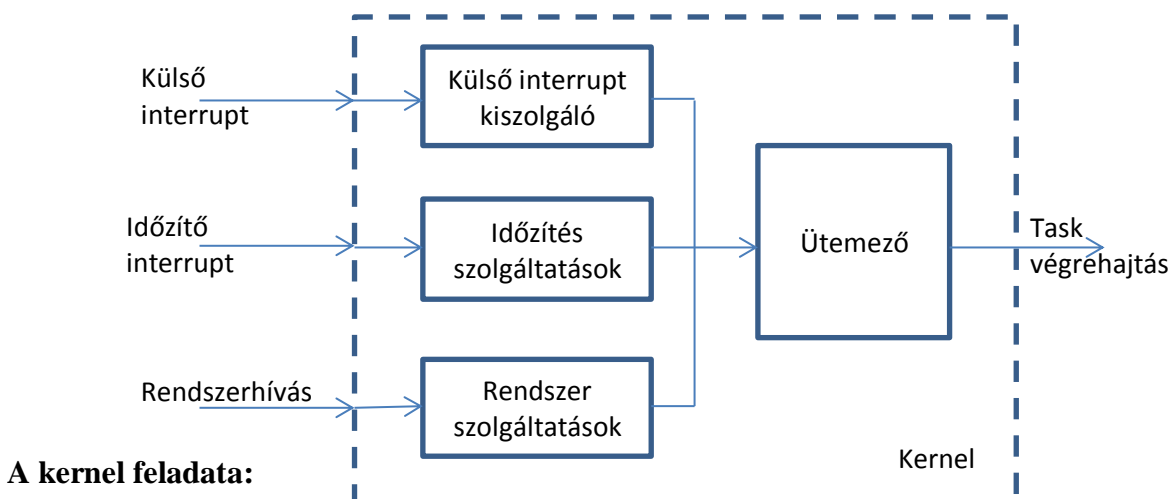 Külső
interrupt
Külső interrupt
kiszolgáló
Időzítő
interrupt
Időzítés
szolgáltatások
Ütemező
Task
végrehajtás
Rendszerhívás
Rendszer
szolgáltatások
Kernel
A kernel feladata: